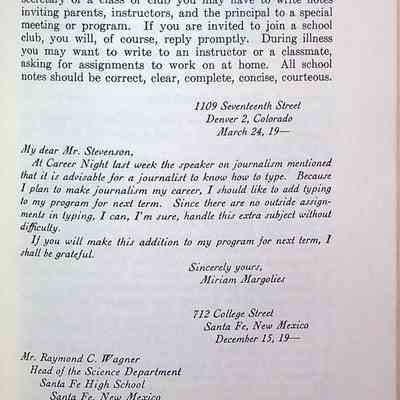 secretary of a class or club you may have to write notes
inviting parents, instructors, and the principal to a special
meeting or program. If you are invited to join a school
club, you will, of course, reply promptly. During illness
you may want to write to an instructor or a classmate,
asking for assignments to work on at home. All school
notes should be correct, clear, complete, concise, courteous.
1109 Seventeenth Street
Denver 2, Colorado
March 24, 19—
My dear Mr. Stevenson,
At Career Night last week the speaker on journalism mentioned
that it is advisable for a journalist to know how to type. Because
I plan to make journalism my career, I should like to add typing
to my program for next term. Since there are no outside assign-
ments in typing, I can, I'm sure, handle this extra subject without
difficulty.
If you will make this addition to my program for next term, I
shall be grateful.
Sincerely yours,
Miriam Margolies
712 College Street
Santa Fe, New Mexico
December 15, 19—
Mr. Raymond C. Wagner
Head of the Science Department
Santa Fe High School
Santa Fe, New Mexico